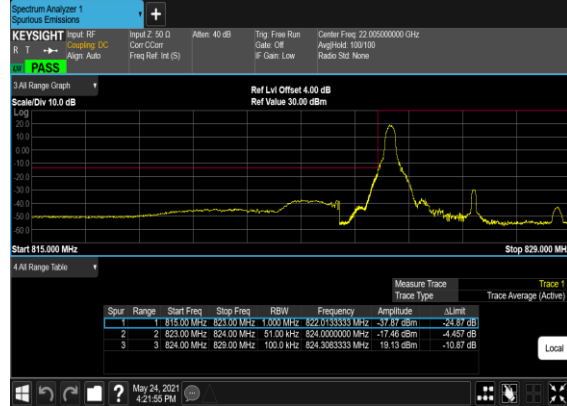 Spectrum Analyzer 1
Spurious Emissions
KEYSIGHT Input: RF Input Z: 50 Ω Atten: 40 dB Trig: Free Run Center Freq: 22.005000000 GHz
R T Coupling: DC Corr CCorr Gate: Off Avg|Hold: 100/100
Align: Auto Freq Ref: Int (S) IF Gain: Low Radio Std: None
PASS
3 All Range Graph Ref Lvl Offset 4.00 dB
Scale/Div 10.0 dB Ref Value 30.00 dBm
Log
20.0
10.0
0.00
-10.0
-20.0
-30.0
-40.0
-50.0
-60.0
Start 815.000 MHz Stop 829.000 MH
4 All Range Table
Measure Trace Trace 1
Trace Type Trace Average (Active)
Spur Range Start Freq Stop Freq RBW Frequency Amplitude ΔLimit
1 1 815.00 MHz 823.00 MHz 1.000 MHz 822.0133333 MHz -37.87 dBm -24.87 dB
2 2 823.00 MHz 824.00 MHz 51.00 kHz 824.0000000 MHz -17.46 dBm -4.457 dB
3 3 824.00 MHz 829.00 MHz 100.0 kHz 824.3083333 MHz 19.13 dBm -10.87 dB
Local
? May 24, 2021
4:21:55 PM